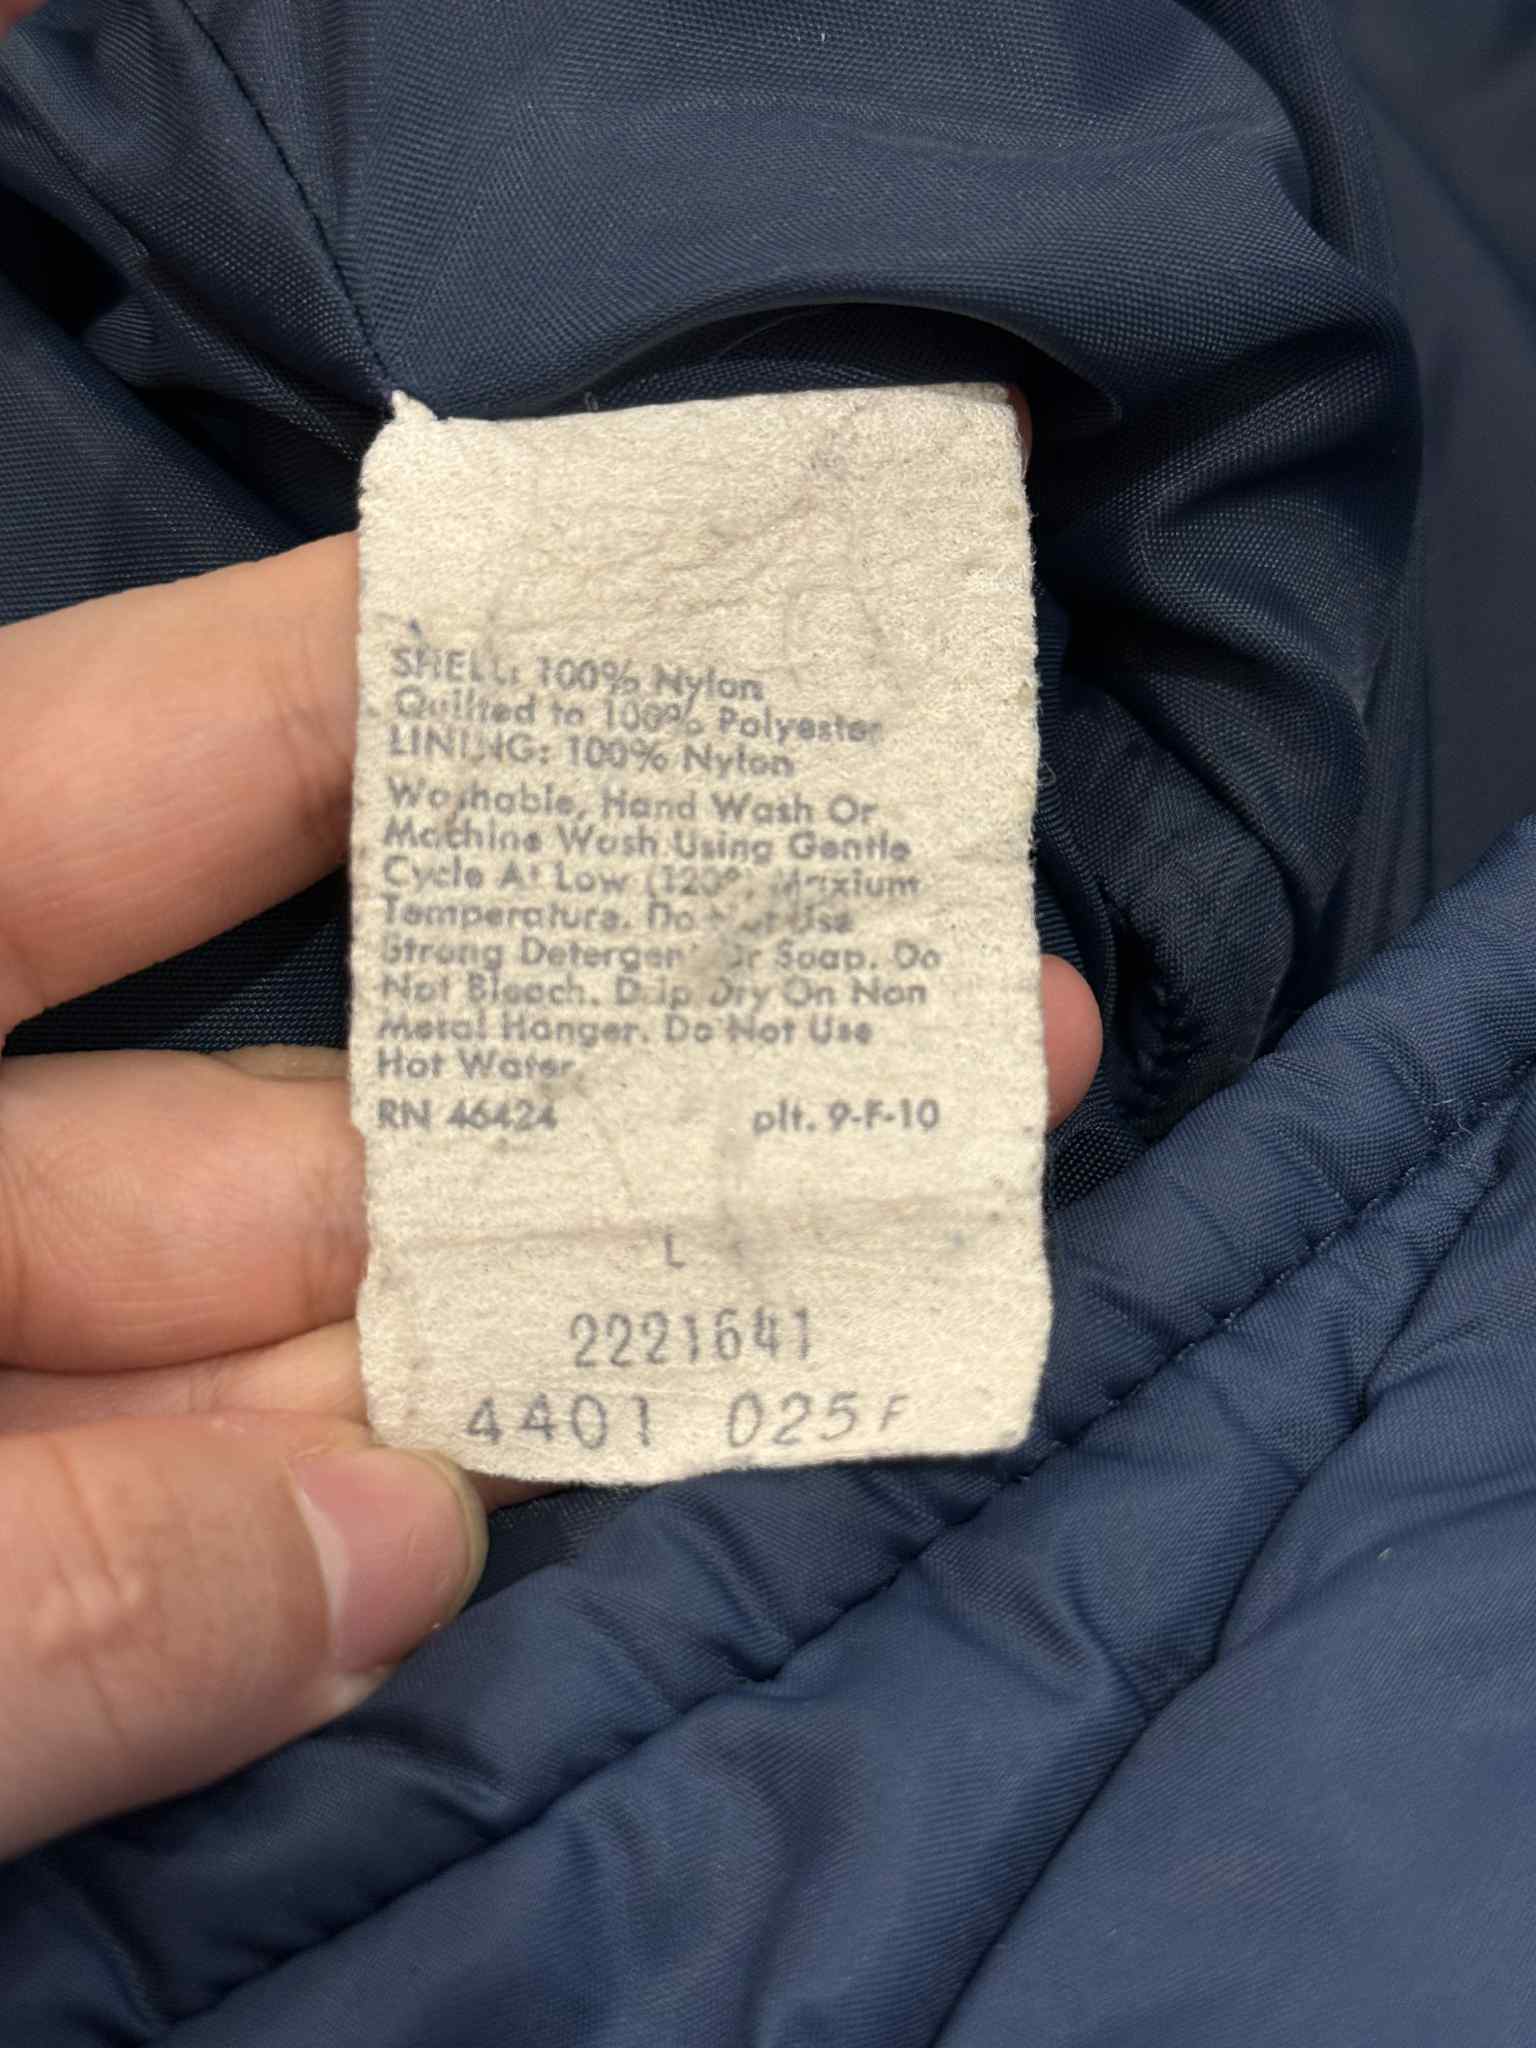 SHELL: 100% Nylon
Quilted to 100% Polyester
LINING: 100% Nylon
Washable, Hand Wash Or
Machine Wash Using Gentle
Cycle At Low (120°) Maxium
Temperature. Do Not Use
Strong Detergent Or Soap. Do
Not Bleach. Drip Dry On Non
Metal Hanger. Do Not Use
Hot Water.
RN 46424 plt. 9-F-10
L
2221641
4401 025F